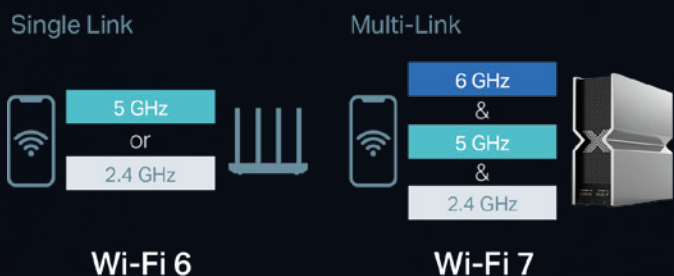 Single Link
5 GHz
or
2.4 GHz
Wi-Fi 6
Multi-Link
6 GHz
&
5 GHz
&
2.4 GHz
Wi-Fi 7